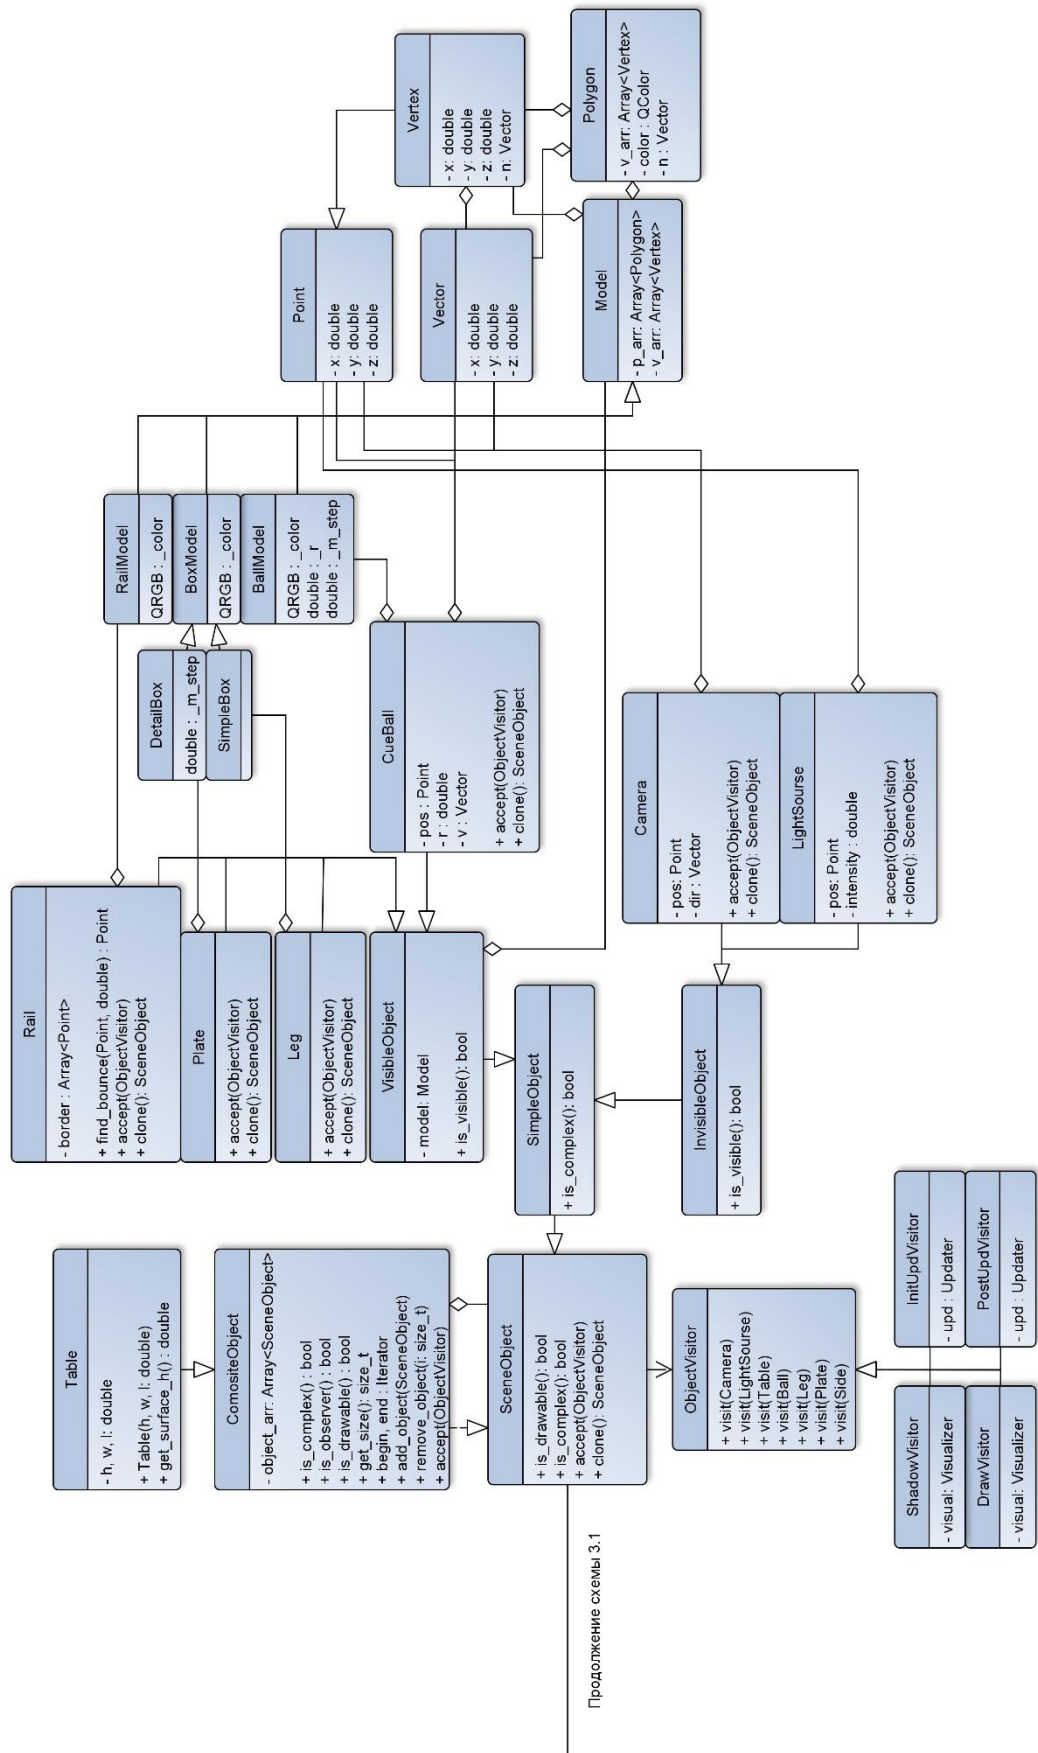 Table
- h, w, l: double
+ Table(h, w, l: double)
+ get_surface_h() : double
ComositeObject
- object_arr: Array<SceneObject>
+ is_complex() : bool
+ is_observer() : bool
+ is_drawable() : bool
+ get_size(): size_t
+ begin, end : Iterator
+ add_object(SceneObject)
+ remove_object(i: size_t)
+ accept(ObjectVisitor)
SceneObject
+ is_drawable(): bool
+ is_complex(): bool
+ accept(ObjectVisitor)
+ clone(): SceneObject
ObjectVisitor
+ visit(Camera)
+ visit(LightSourse)
+ visit(Table)
+ visit(Ball)
+ visit(Leg)
+ visit(Plate)
+ visit(Side)
ShadowVisitor
- visual: Visualizer
DrawVisitor
- visual: Visualizer
InitUpdVisitor
- upd : Updater
PostUpdVisitor
- upd : Updater
Продолжение схемы 3.1
Rail
- border : Array<Point>
+ find_bounce(Point, double) : Point
+ accept(ObjectVisitor)
+ clone(): SceneObject
Plate
+ accept(ObjectVisitor)
+ clone(): SceneObject
Leg
+ accept(ObjectVisitor)
+ clone(): SceneObject
VisibleObject
- model: Model
+ is_visible(): bool
SimpleObject
+ is_complex(): bool
InvisibleObject
+ is_visible(): bool
RailModel
QRGB : _color
BoxModel
QRGB : _color
BallModel
QRGB : _color
double : _r
double : _m_step
DetailBox
double : _m_step
SimpleBox
CueBall
- pos : Point
- r : double
- v : Vector
+ accept(ObjectVisitor)
+ clone(): SceneObject
Camera
- pos: Point
- dir : Vector
+ accept(ObjectVisitor)
+ clone(): SceneObject
LightSourse
- pos: Point
- intensity : double
+ accept(ObjectVisitor)
+ clone(): SceneObject
Point
- x: double
- y: double
- z: double
Vector
- x: double
- y: double
- z: double
Model
- p_arr: Array<Polygon>
- v_arr: Array<Vertex>
Vertex
- x: double
- y: double
- z: double
- n: Vector
Polygon
- v_arr: Array<Vertex>
- color : QColor
- n : Vector